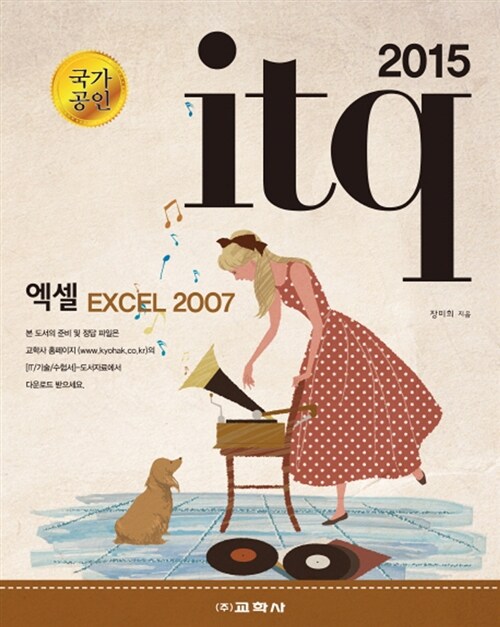 2015
국가
공인
itq
엑셀 EXCEL 2007
장미희 지음
본 도서의 준비 및 정답 파일은
교학사 홈페이지 (www.kyohak.co.kr)의
[IT/기술/수험서]-도서자료에서
다운로드 받으세요.
(주)교학사